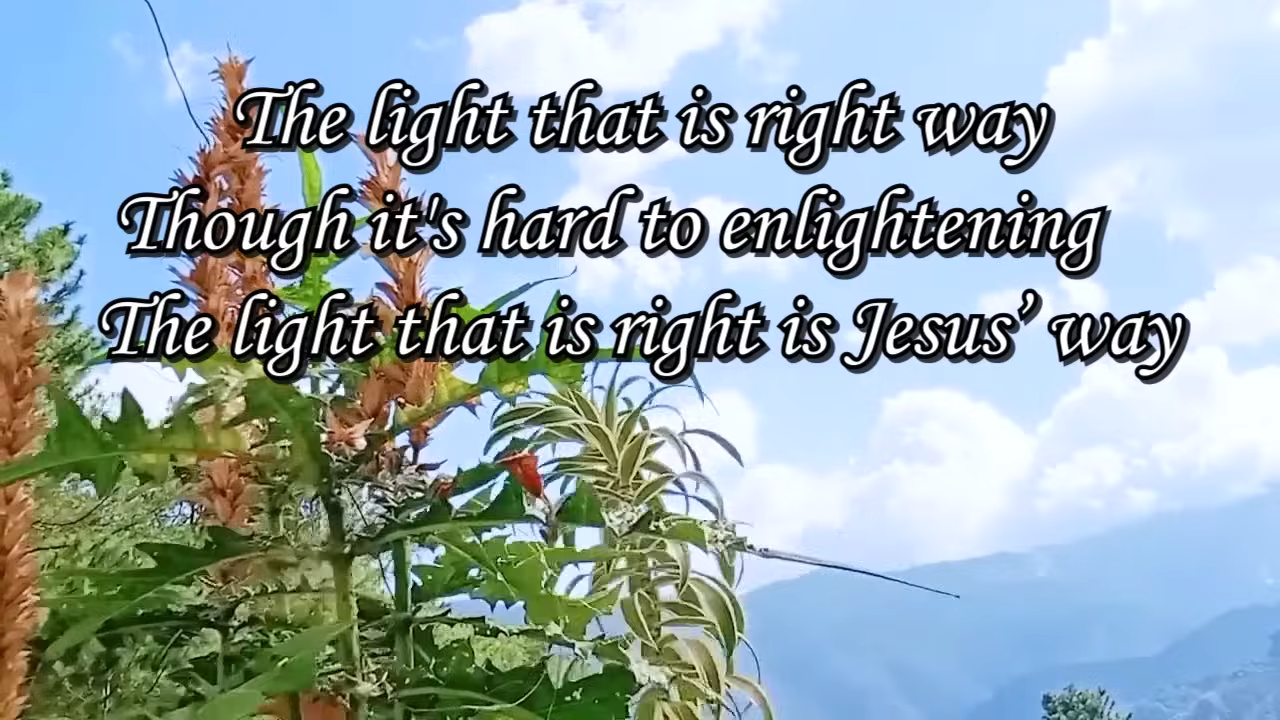 The light that is right way
Though it's hard to enlightening
The light that is right is Jesus’ way